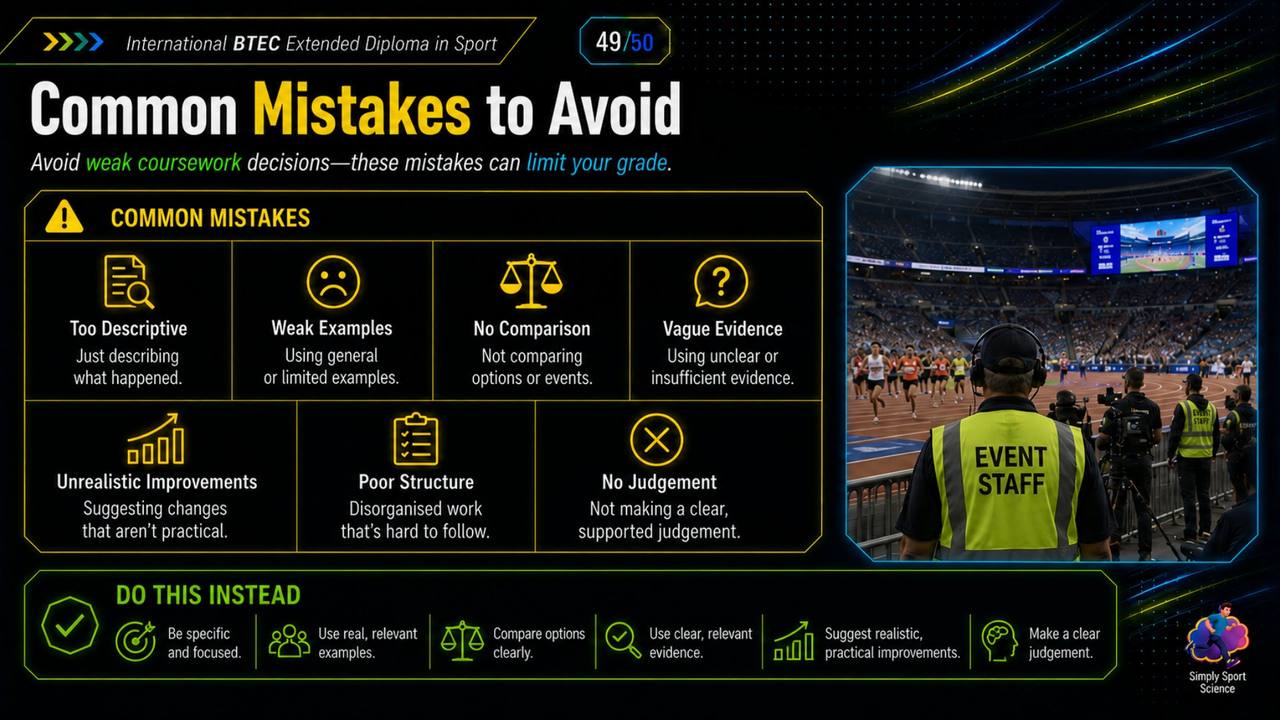 International BTEC Extended Diploma in Sport
49/50
Common Mistakes to Avoid
Avoid weak coursework decisions—these mistakes can limit your grade.
COMMON MISTAKES
Too Descriptive
Just describing
what happened.
Weak Examples
Using general
or limited examples.
No Comparison
Not comparing
options or events.
Vague Evidence
Using unclear or
insufficient evidence.
Unrealistic Improvements
Suggesting changes
that aren't practical.
Poor Structure
Disorganised work
that's hard to follow.
No Judgement
Not making a clear,
supported judgement.
EVENT
STAFF
EVENT
STAFF
DO THIS INSTEAD
Be specific
and focused.
Use real, relevant
examples.
Compare options
clearly.
Use clear, relevant
evidence.
Suggest realistic,
practical improvements.
Make a clear
judgement.
Simply Sport
Science